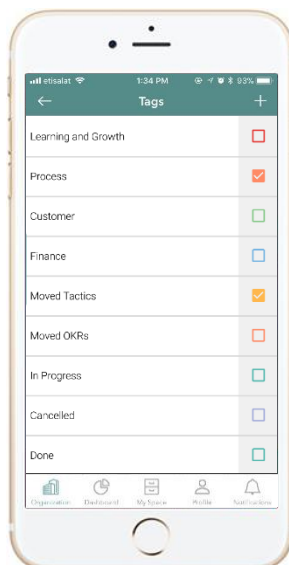 etisalat 1:34 PM 93%
Tags
Learning and Growth
Process
Customer
Finance
Moved Tactics
Moved OKRs
In Progress
Cancelled
Done
Organization Dashboard My Space Profile Notifications